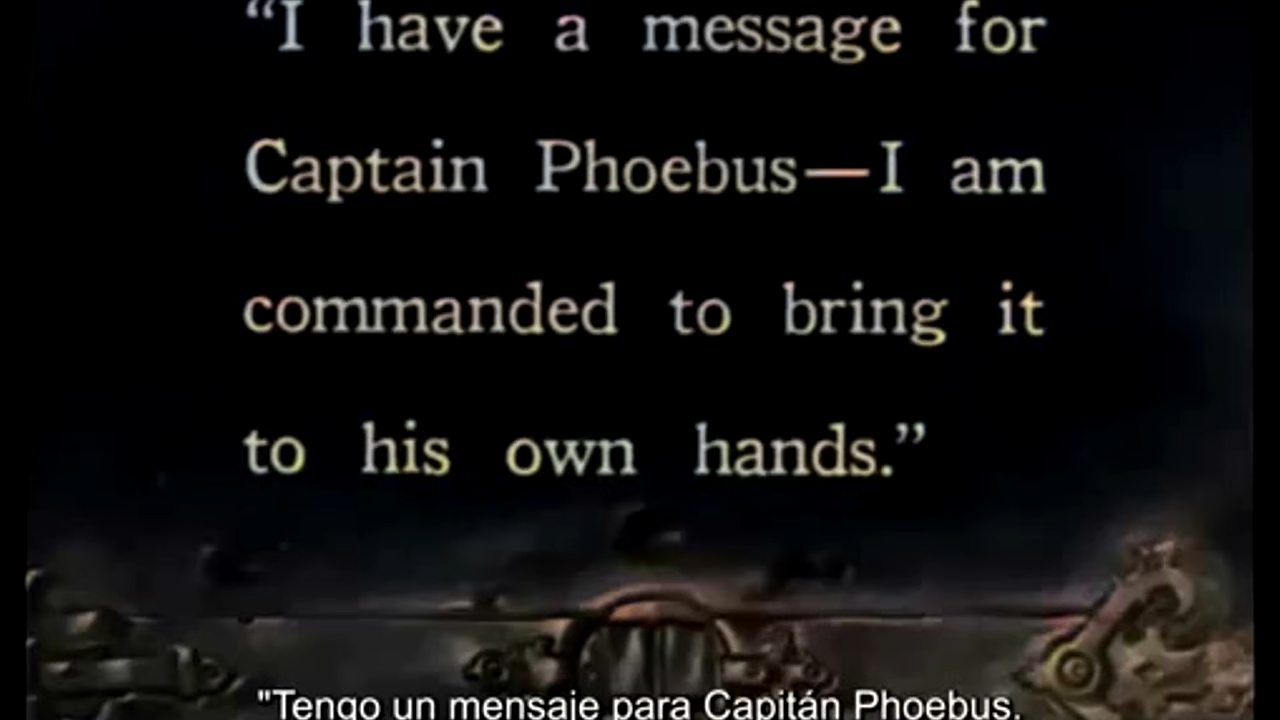 “I have a message for
Captain Phoebus—I am
commanded to bring it
to his own hands.”
"Tengo un mensaje para Capitán Phoebus.